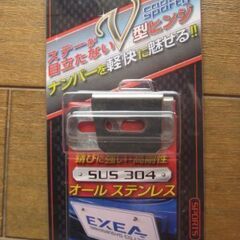 ステーが
目立たない
V型ヒンジ
ナンバーを軽快に魅せる!!
錆びに強い高耐性
SUS 304
オールステンレス
EXEA
SPORTS